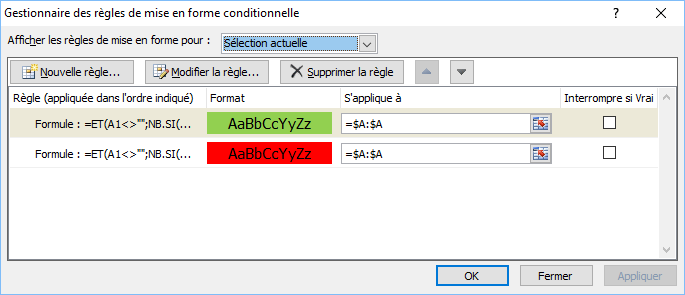 Gestionnaire des règles de mise en forme conditionnelle
Afficher les règles de mise en forme pour : Sélection actuelle
Nouvelle règle... Modifier la règle... Supprimer la règle
Règle (appliquée dans l'ordre indiqué) Format S'applique à Interrompre si Vrai
Formule : =ET(A1<>"";NB.SI(... AaBbCcYyZz =$A:$A
Formule : =ET(A1<>"";NB.SI(... AaBbCcYyZz =$A:$A
OK Fermer Appliquer